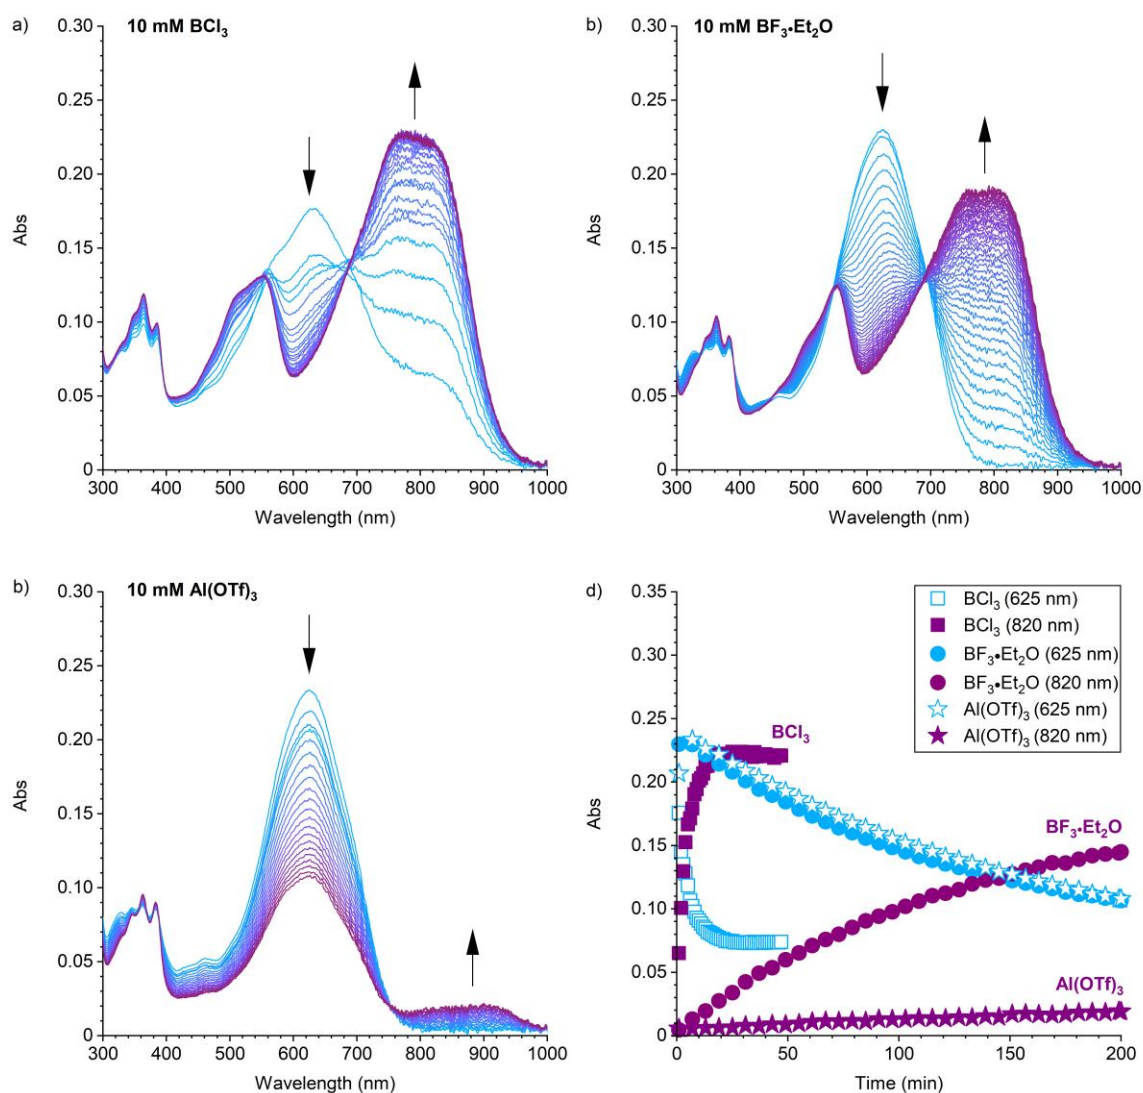 a)
10 mM BCl₃
0.30
0.25
0.20
0.15
0.10
0.05
0
Abs
300 400 500 600 700 800 900 1000
Wavelength (nm)
b)
10 mM BF₃•Et₂O
0.30
0.25
0.20
0.15
0.10
0.05
0
Abs
300 400 500 600 700 800 900 1000
Wavelength (nm)
b)
10 mM Al(OTf)₃
0.30
0.25
0.20
0.15
0.10
0.05
0
Abs
300 400 500 600 700 800 900 1000
Wavelength (nm)
d)
0.35
0.30
0.25
0.20
0.15
0.10
0.05
0
Abs
BCl₃ (625 nm)
BCl₃ (820 nm)
BF₃•Et₂O (625 nm)
BF₃•Et₂O (820 nm)
Al(OTf)₃ (625 nm)
Al(OTf)₃ (820 nm)
BCl₃
BF₃•Et₂O
Al(OTf)₃
0 50 100 150 200
Time (min)